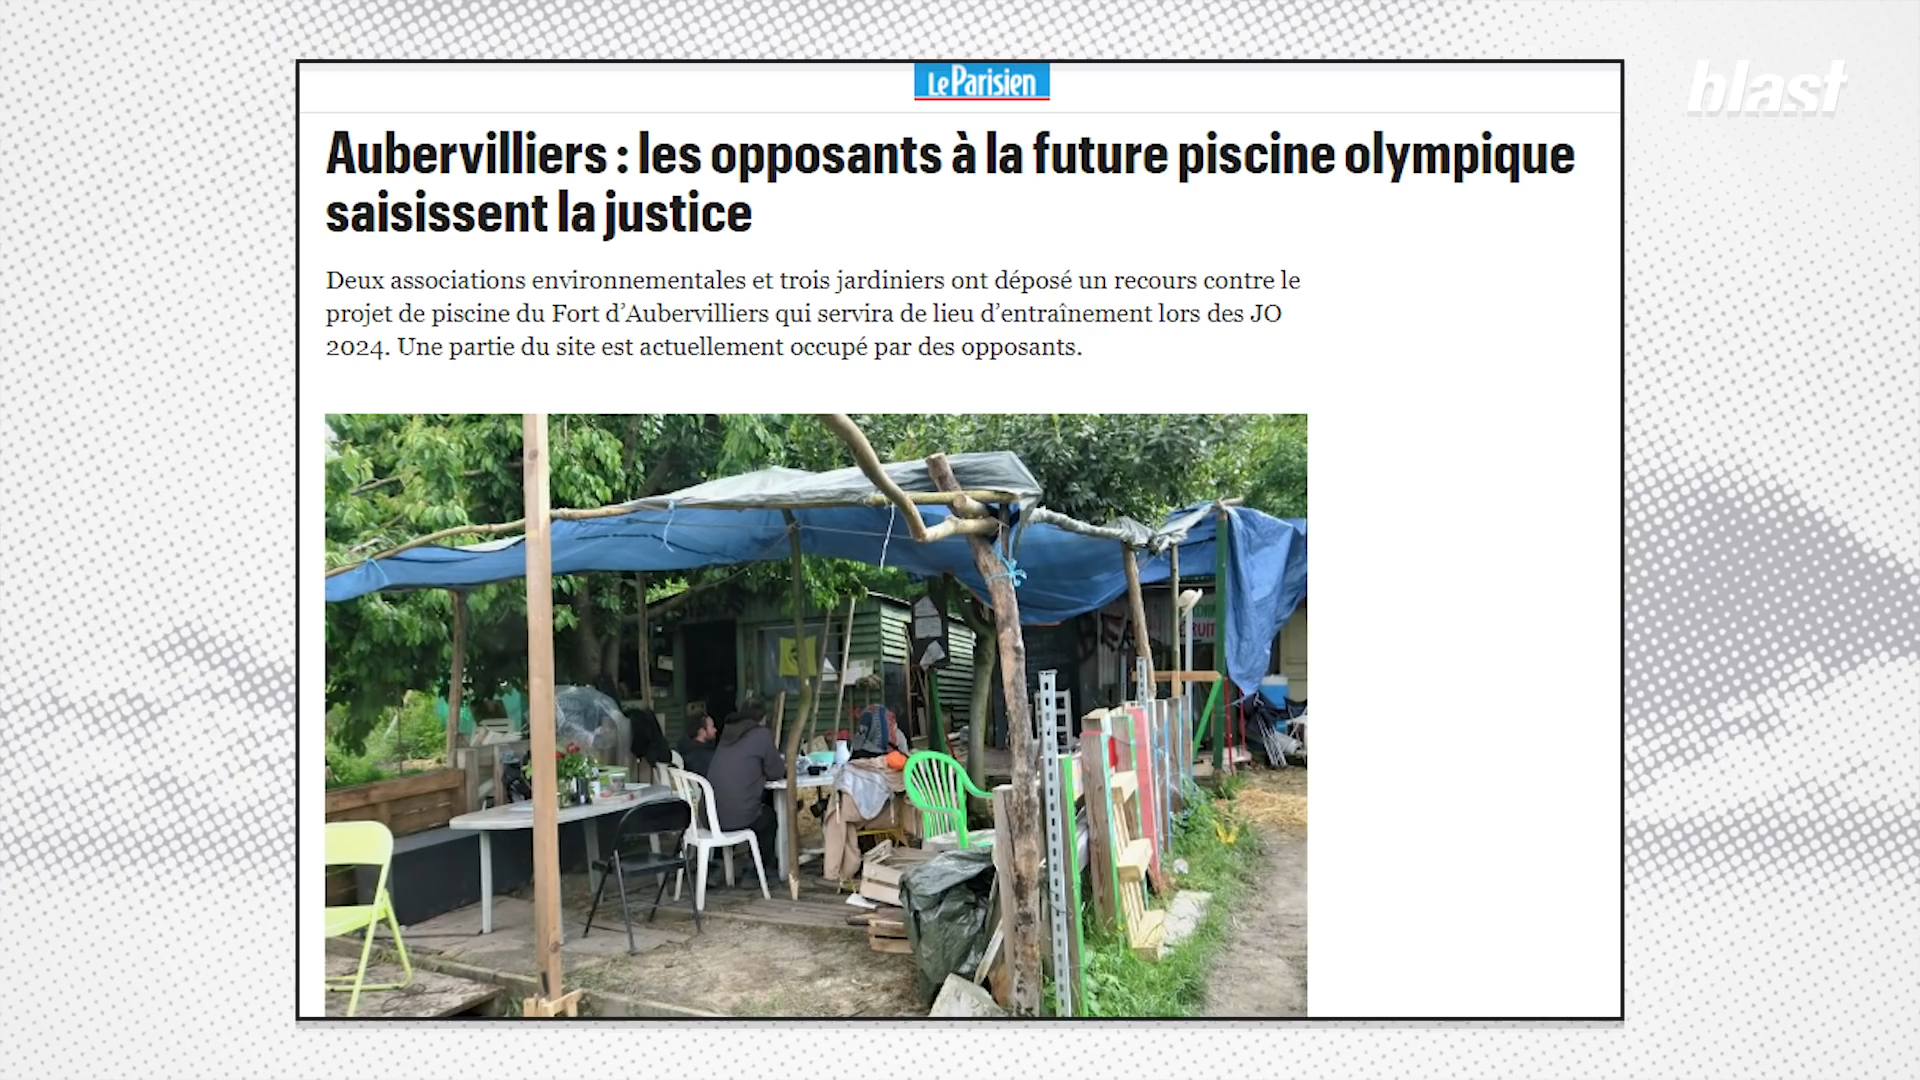 Le Parisien
blast
Aubervilliers : les opposants à la future piscine olympique
saisissent la justice
Deux associations environnementales et trois jardiniers ont déposé un recours contre le
projet de piscine du Fort d’Aubervilliers qui servira de lieu d’entraînement lors des JO
2024. Une partie du site est actuellement occupé par des opposants.